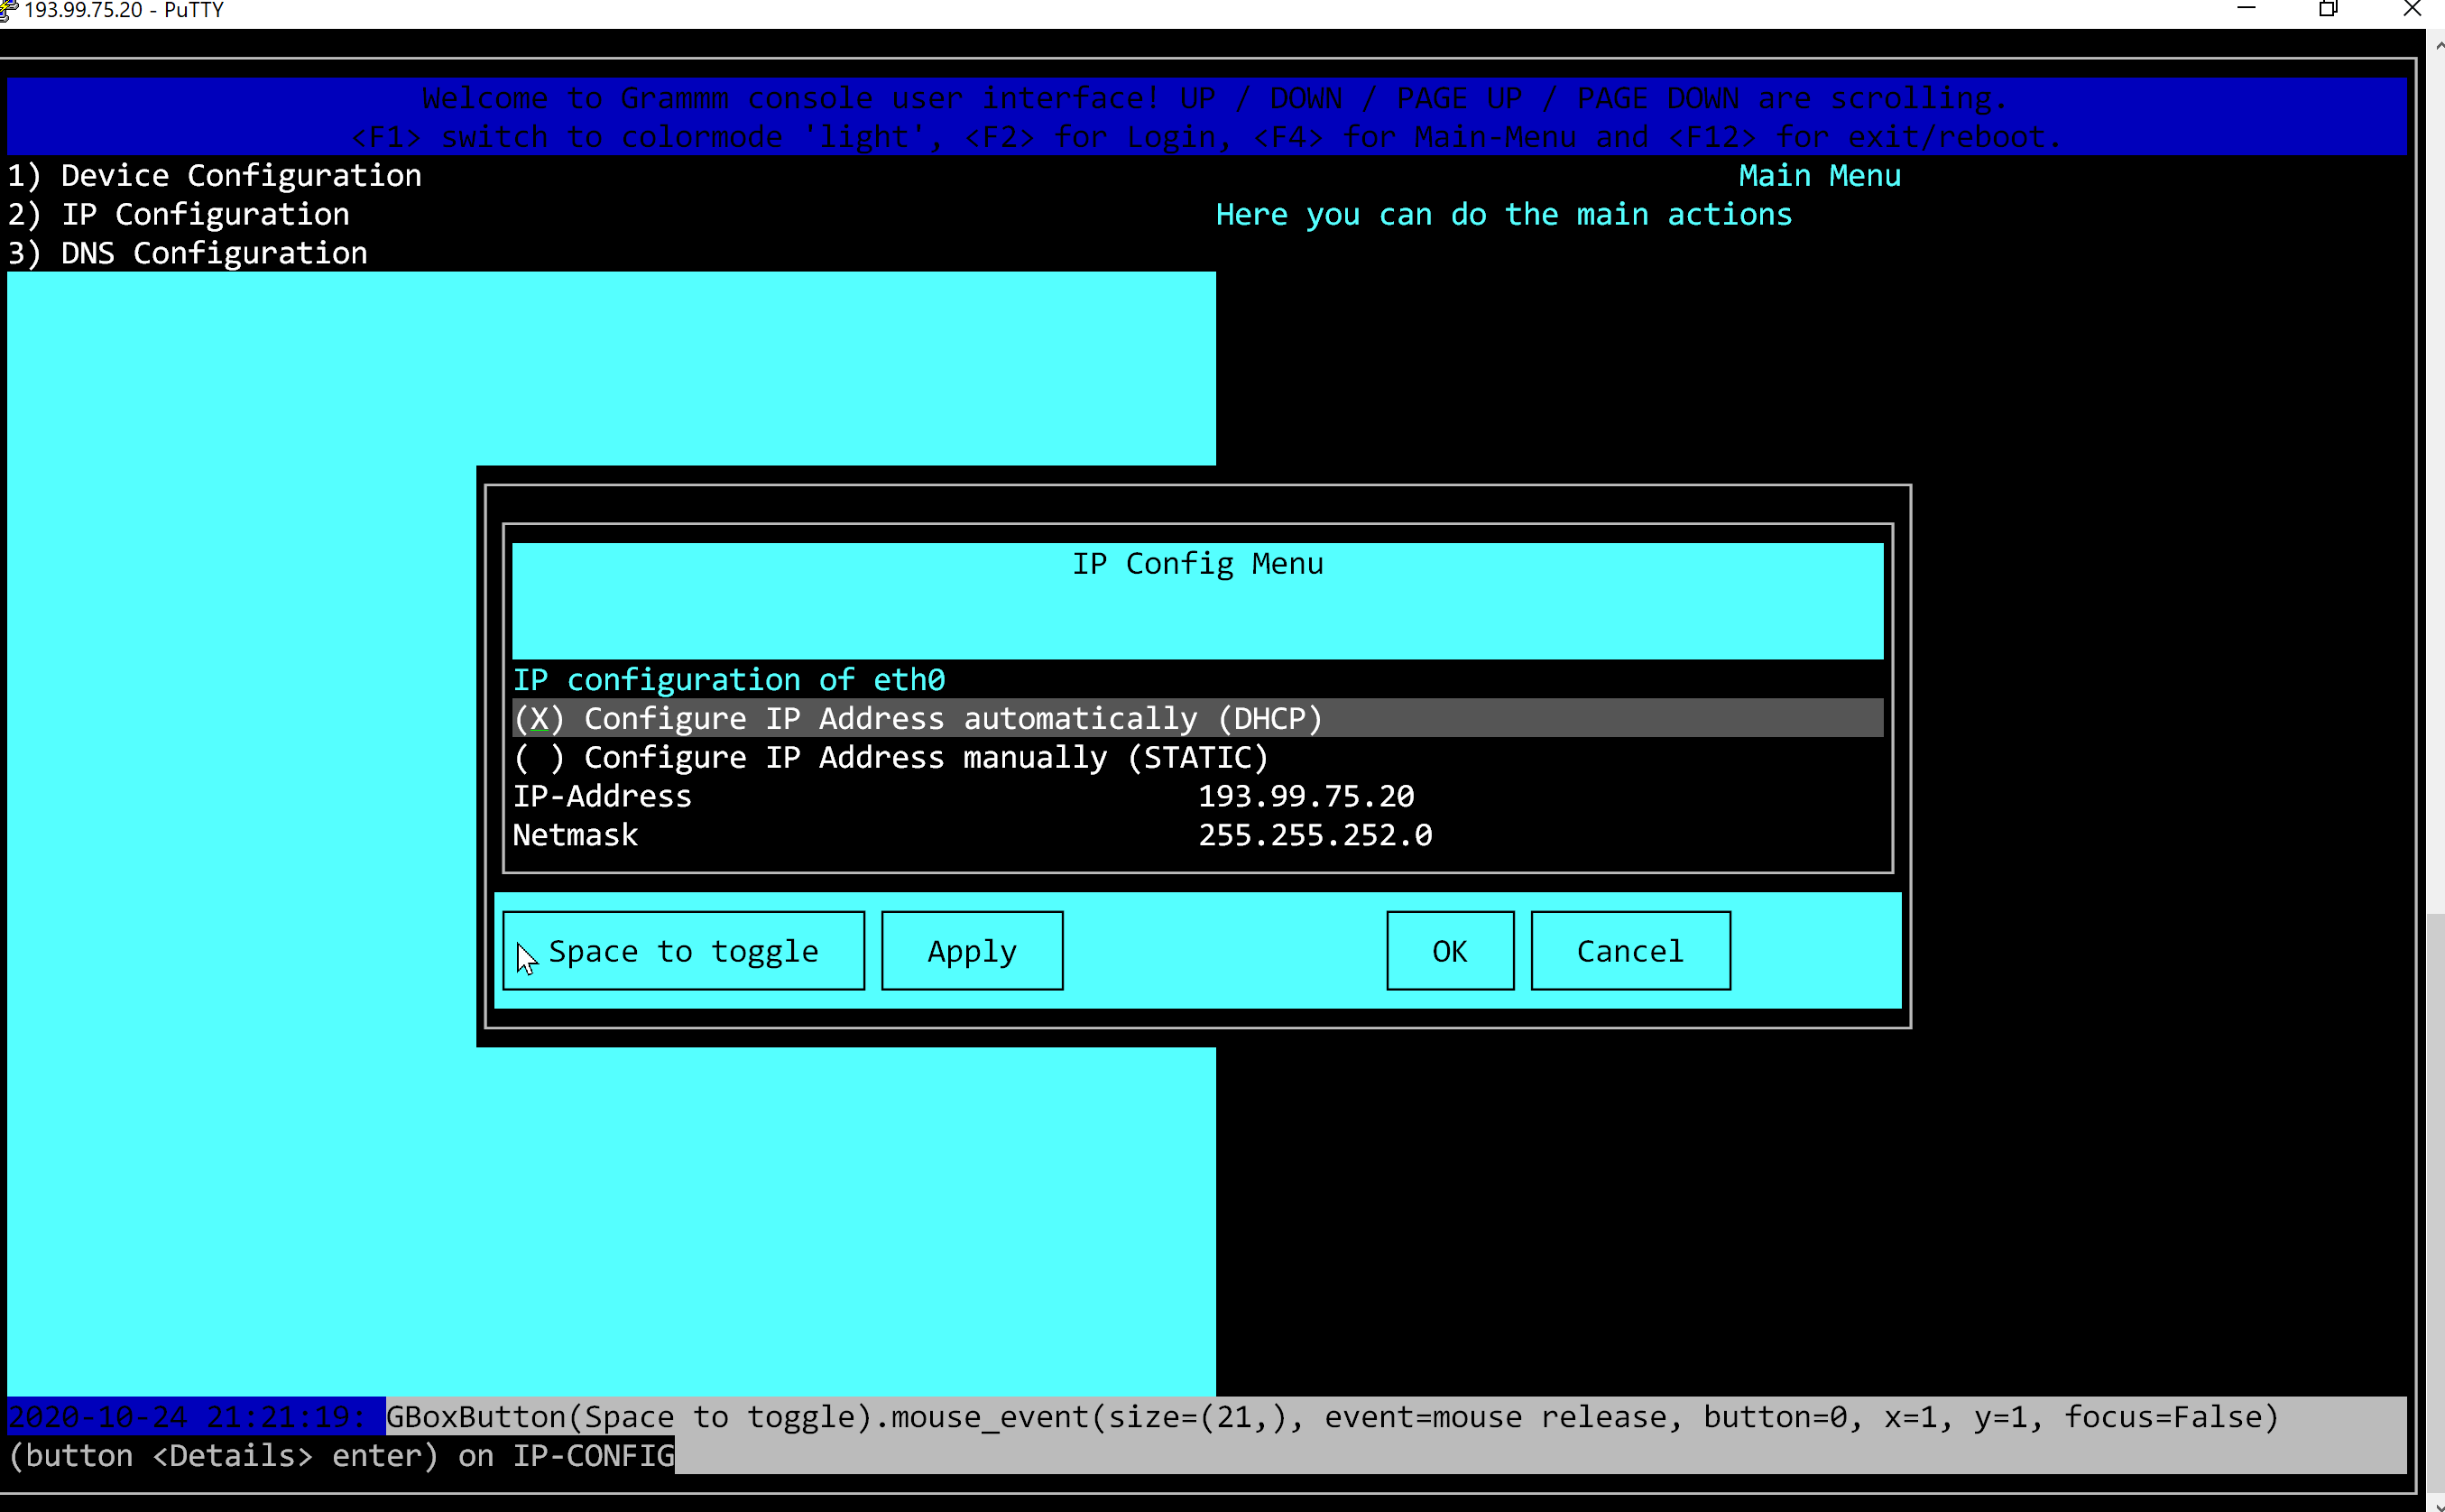 193.99.75.20 - PuTTY
Welcome to Grammm console user interface! UP / DOWN / PAGE UP / PAGE DOWN are scrolling.
<F1> switch to colormode 'light', <F2> for Login, <F4> for Main-Menu and <F12> for exit/reboot.
1) Device Configuration
2) IP Configuration
3) DNS Configuration
Main Menu
Here you can do the main actions
IP Config Menu
IP configuration of eth0
(X) Configure IP Address automatically (DHCP)
( ) Configure IP Address manually (STATIC)
IP-Address 193.99.75.20
Netmask 255.255.252.0
Space to toggle Apply OK Cancel
2020-10-24 21:21:19: GBoxButton(Space to toggle).mouse_event(size=(21,), event=mouse release, button=0, x=1, y=1, focus=False)
(button <Details> enter) on IP-CONFIG